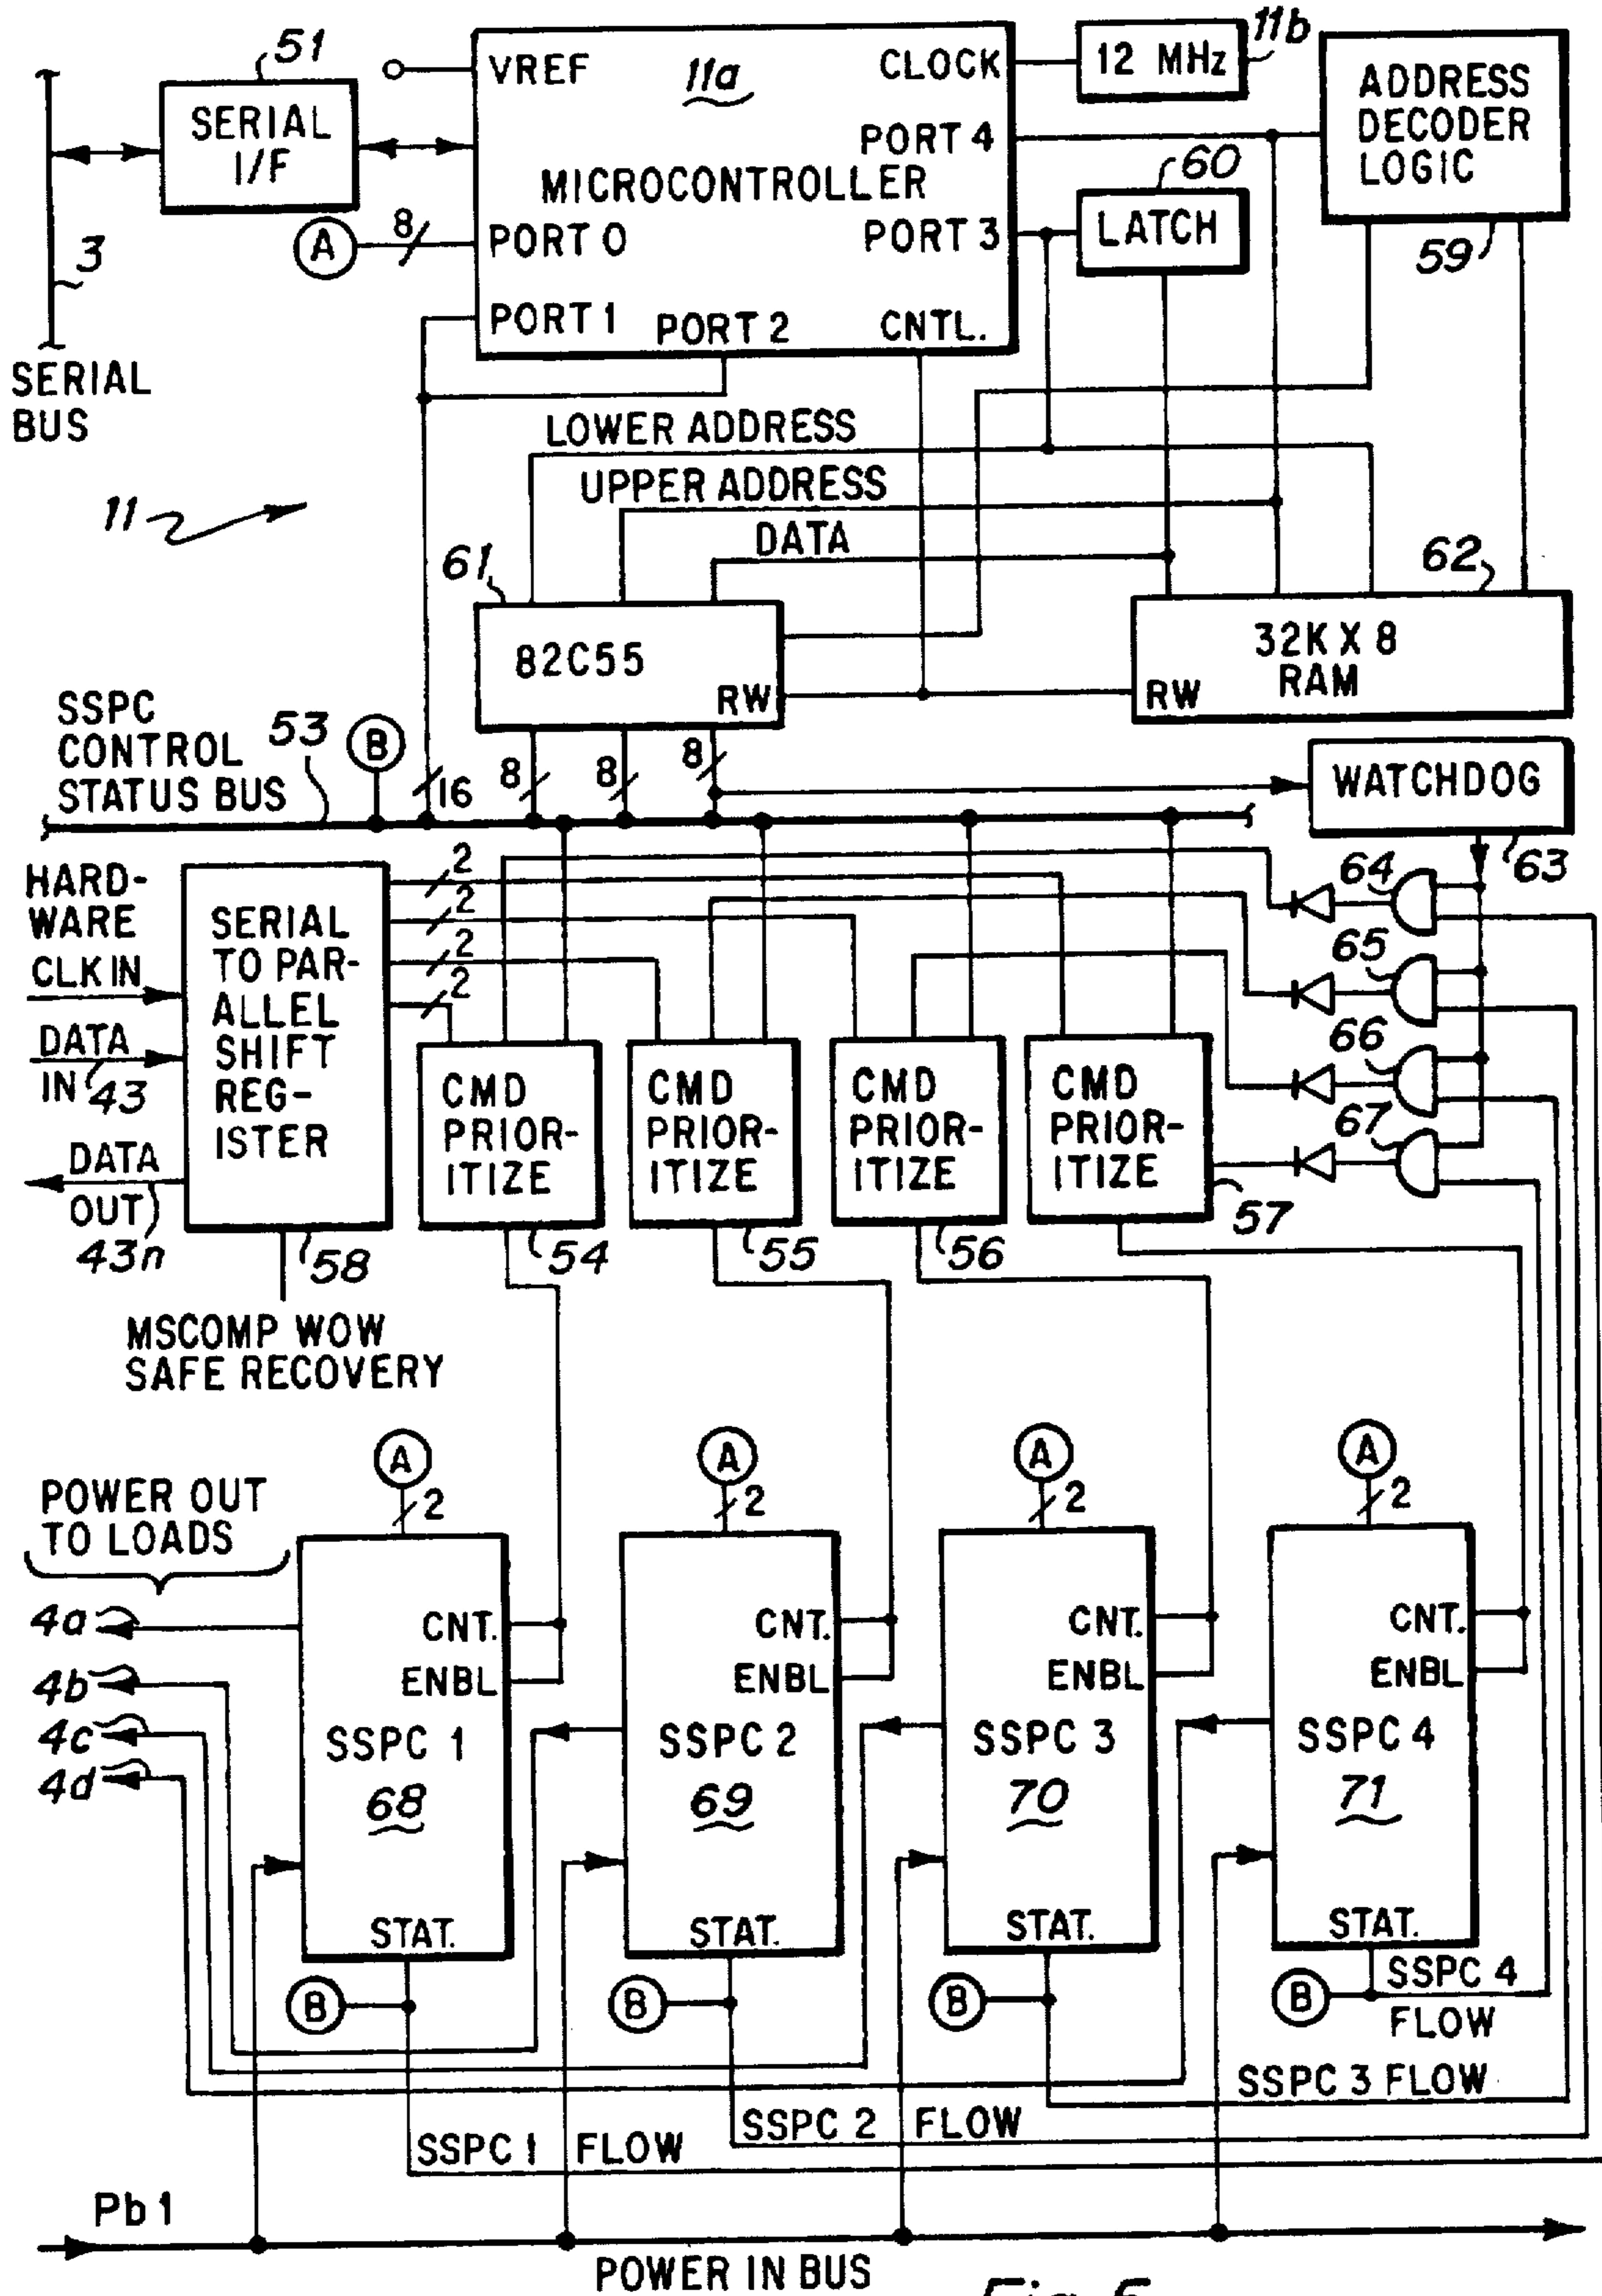 51
11b
VREF
11a
CLOCK
12 MHz
ADDRESS
DECODER
LOGIC
SERIAL
I/F
PORT 4
MICROCONTROLLER
60
3
A
8
PORT 0
PORT 3
LATCH
59
PORT 1
PORT 2
CNTL.
SERIAL
BUS
LOWER ADDRESS
UPPER ADDRESS
DATA
11
61
62
82C55
RW
32K X 8
RAM
RW
SSPC
CONTROL
STATUS BUS
53
B
16
8
8
8
WATCHDOG
63
HARD-
WARE
CLK IN
DATA
IN
43
DATA
OUT
43n
SERIAL
TO PAR-
ALLEL
SHIFT
REG-
ISTER
58
2
2
2
2
64
65
66
67
CMD
PRIOR-
ITIZE
54
CMD
PRIOR-
ITIZE
55
CMD
PRIOR-
ITIZE
56
CMD
PRIOR-
ITIZE
57
MSCOMP WOW
SAFE RECOVERY
POWER OUT
TO LOADS
4a
4b
4c
4d
A
2
CNT.
ENBL
SSPC 1
68
STAT.
B
A
2
CNT.
ENBL
SSPC 2
69
STAT.
B
A
2
CNT.
ENBL
SSPC 3
70
STAT.
B
A
2
CNT.
ENBL
SSPC 4
71
STAT.
B
SSPC 4
FLOW
SSPC 3 FLOW
SSPC 2 FLOW
SSPC 1 FLOW
Pb 1
POWER IN BUS